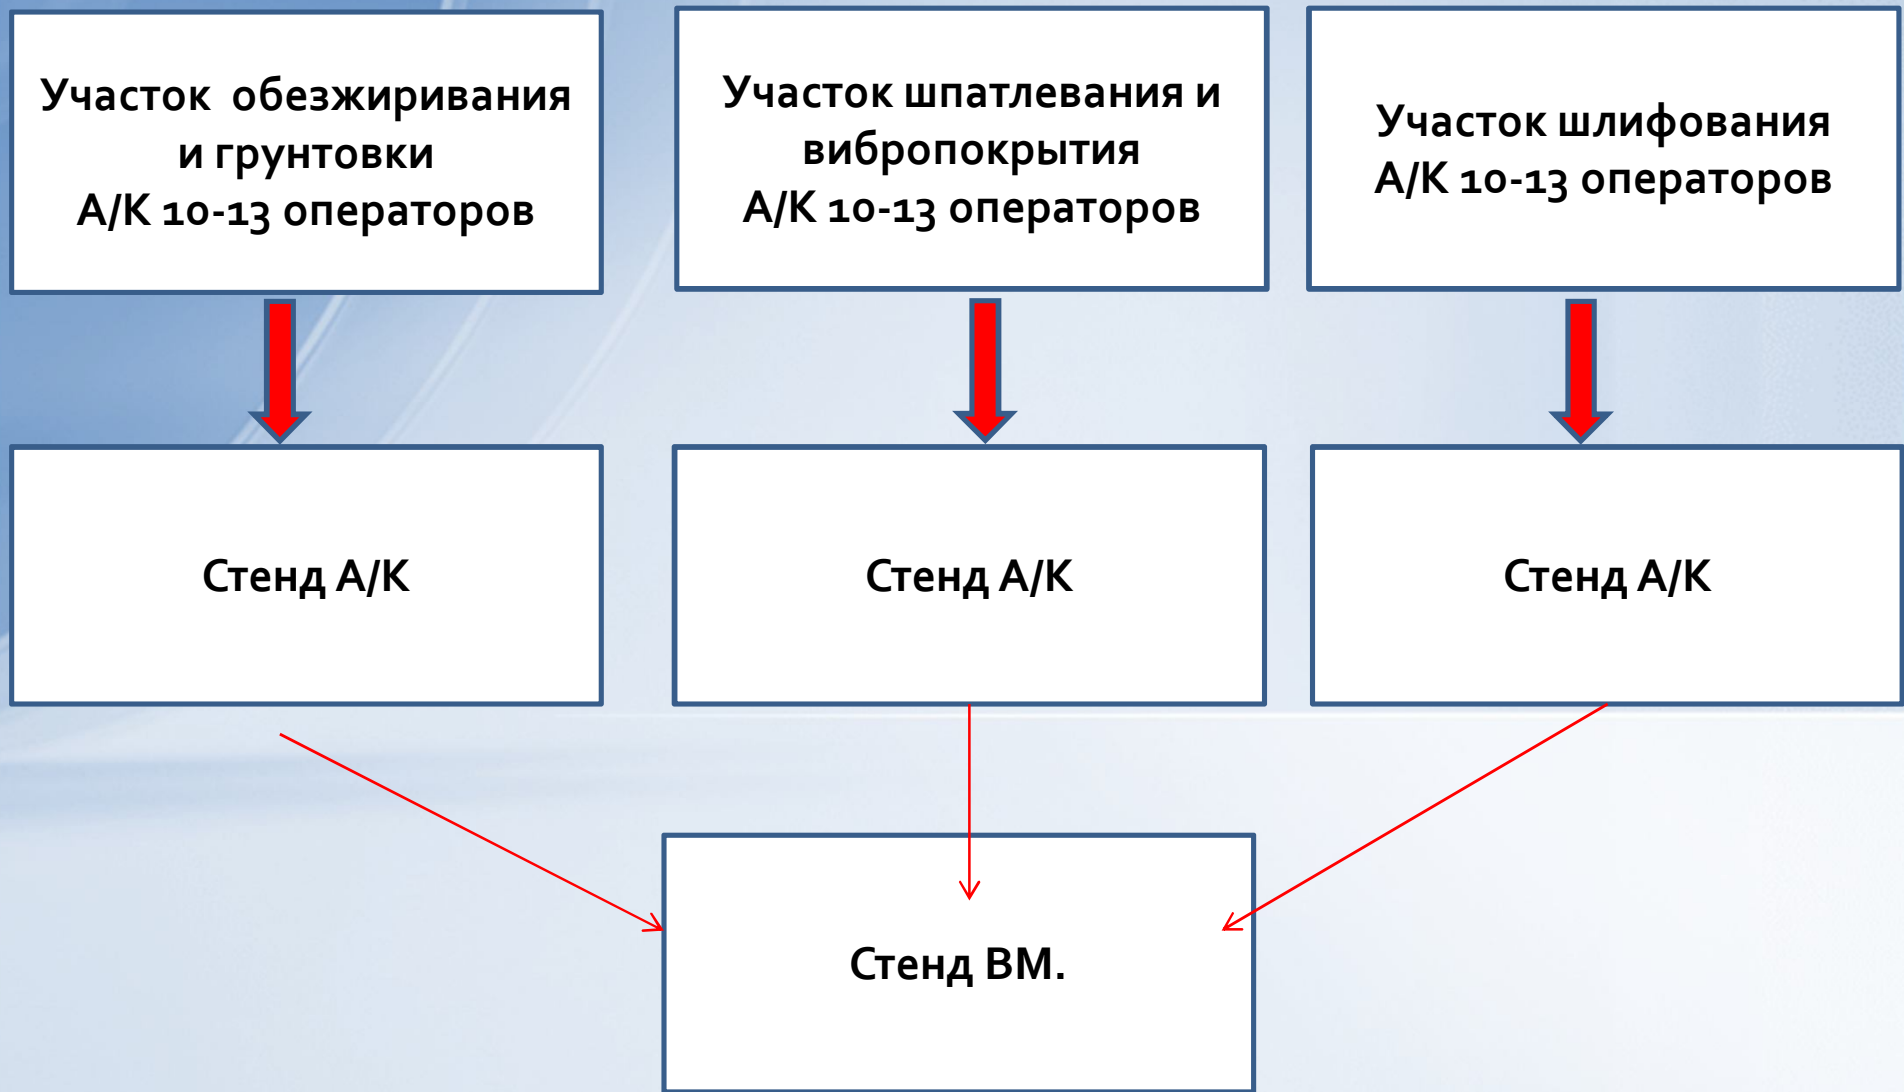 Участок обезжиривания
и грунтовки
А/К 10-13 операторов
Участок шпатлевания и
вибропокрытия
А/К 10-13 операторов
Участок шлифования
А/К 10-13 операторов
Стенд А/К
Стенд А/К
Стенд А/К
Стенд ВМ.